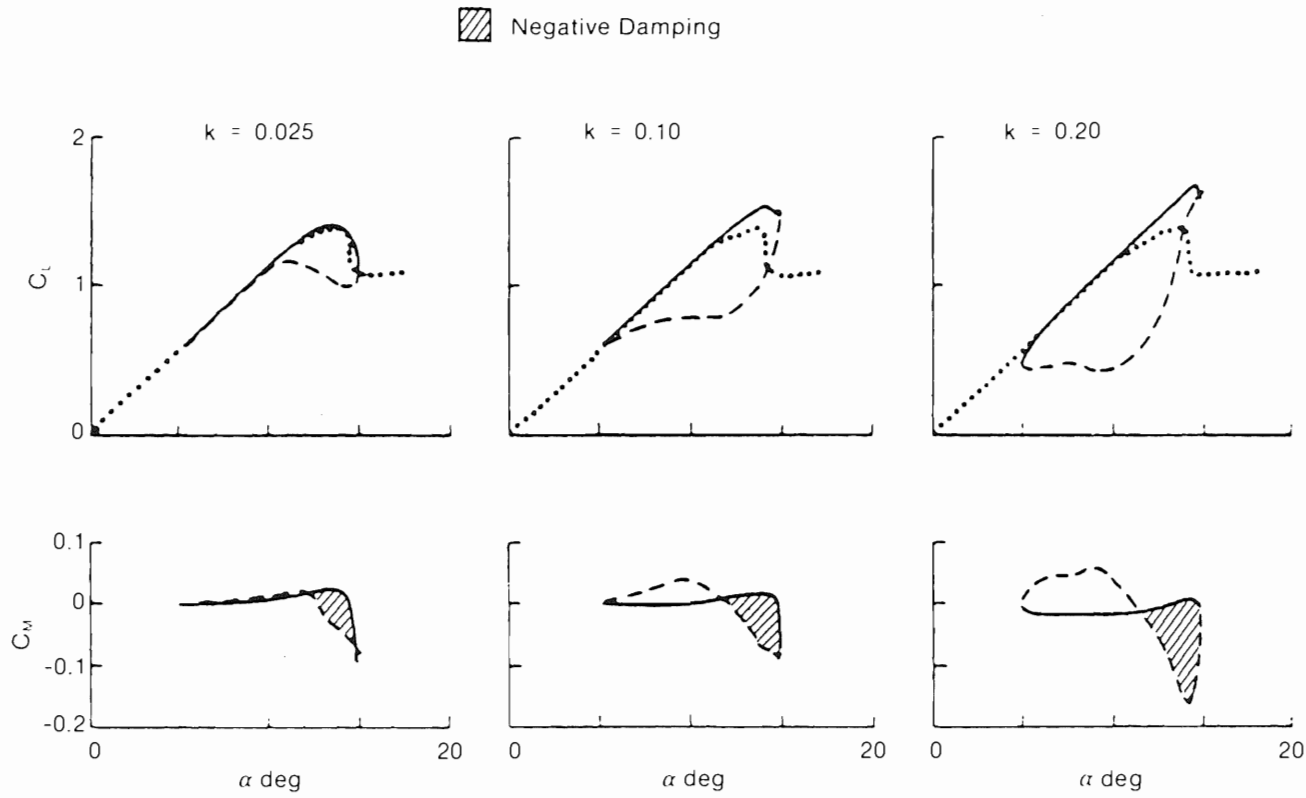 Negative Damping
k = 0.025
k = 0.10
k = 0.20
2
1
0
C_L
0.1
0
-0.1
-0.2
C_M
0
20
0
20
0
20
α deg
α deg
α deg